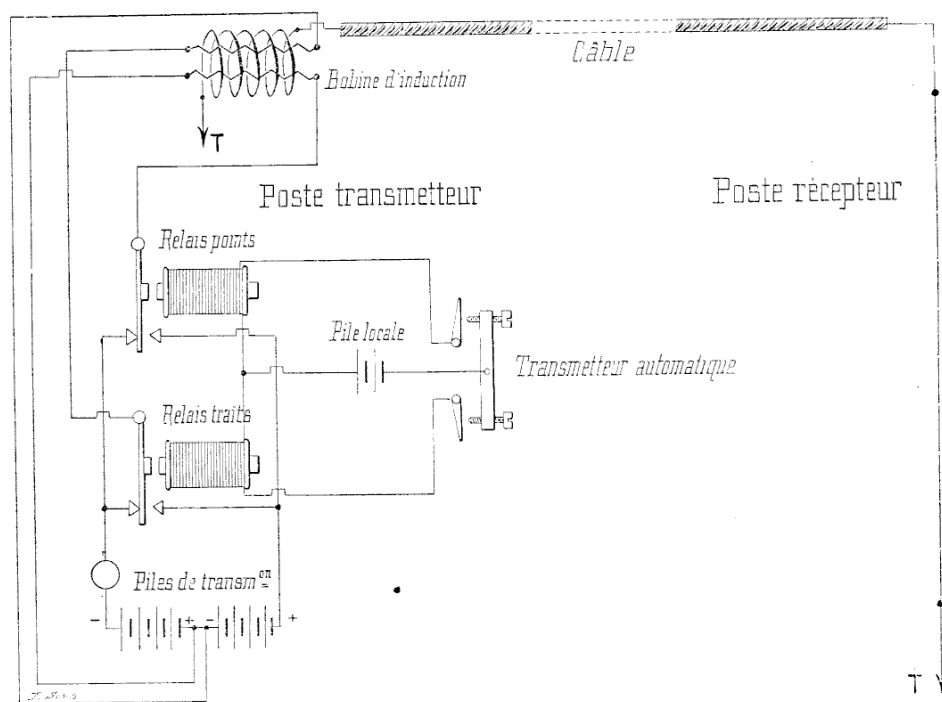 Câble
Bobine d'induction
T
Poste transmetteur
Poste récepteur
Relais points
Pile locale
Transmetteur automatique
Relais traits
Piles de transm on
- + - +
T